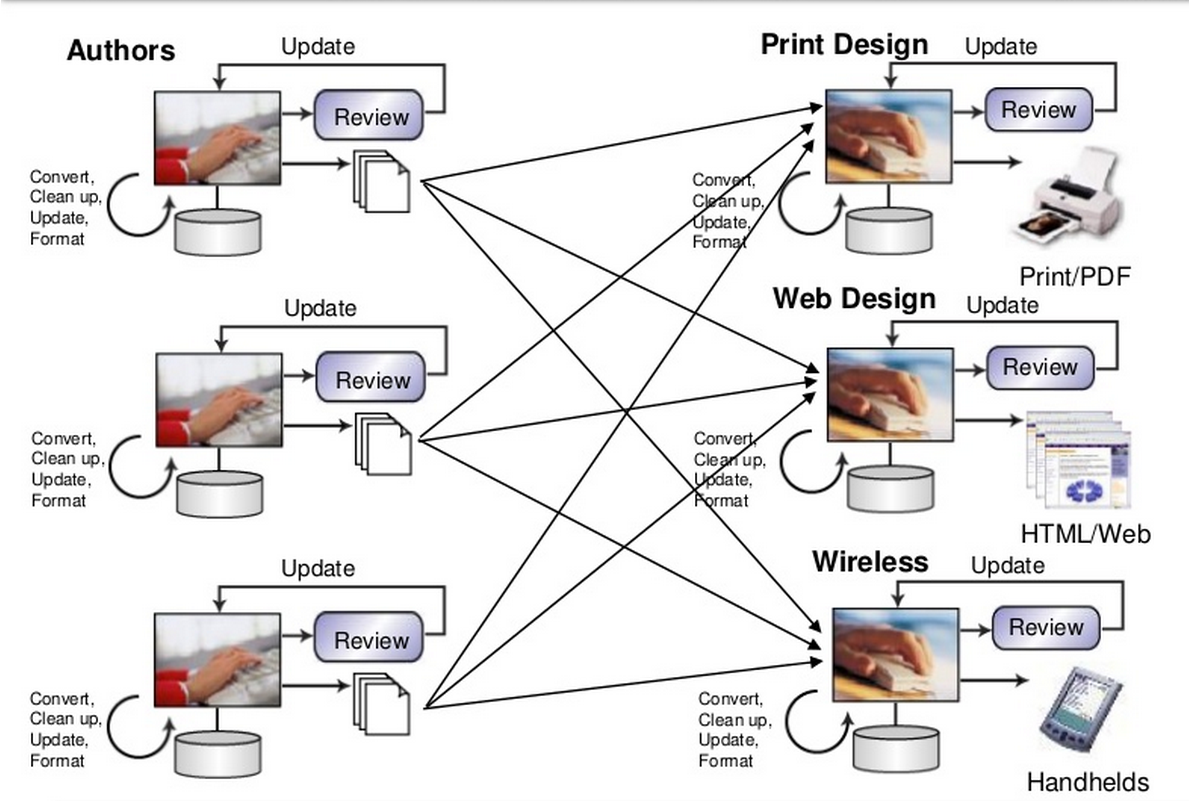 Authors
Update
Review
Convert,
Clean up,
Update,
Format
Update
Review
Convert,
Clean up,
Update,
Format
Update
Review
Convert,
Clean up,
Update,
Format
Print Design
Update
Review
Convert,
Clean up,
Update,
Format
Print/PDF
Web Design
Update
Review
Convert,
Clean up,
Update,
Format
HTML/Web
Wireless
Update
Review
Convert,
Clean up,
Update,
Format
Handhelds